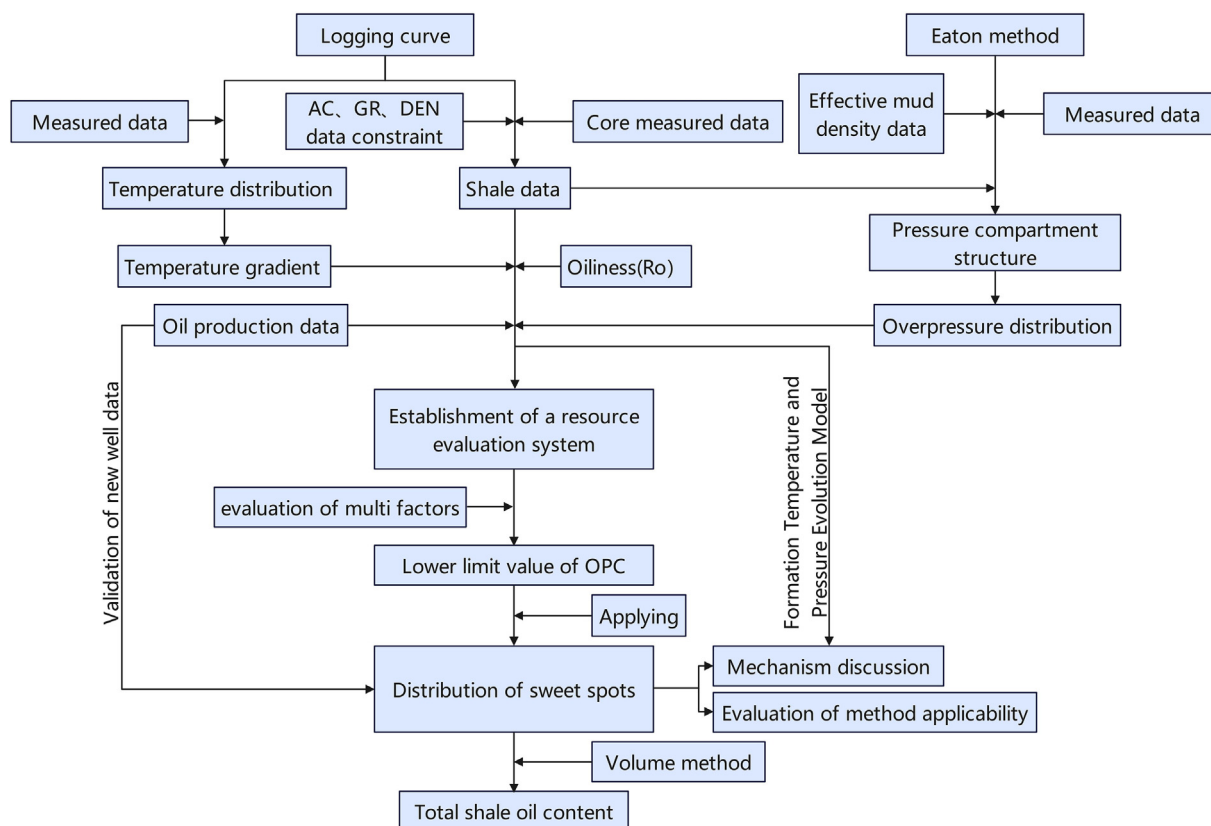 Logging curve
Eaton method
Measured data
AC、GR、DEN
data constraint
Core measured data
Effective mud
density data
Measured data
Temperature distribution
Shale data
Pressure compartment
structure
Temperature gradient
Oiliness(Ro)
Oil production data
Overpressure distribution
Validation of new well data
Formation Temperature and
Pressure Evolution Model
Establishment of a resource
evaluation system
evaluation of multi factors
Lower limit value of OPC
Applying
Distribution of sweet spots
Mechanism discussion
Evaluation of method applicability
Volume method
Total shale oil content